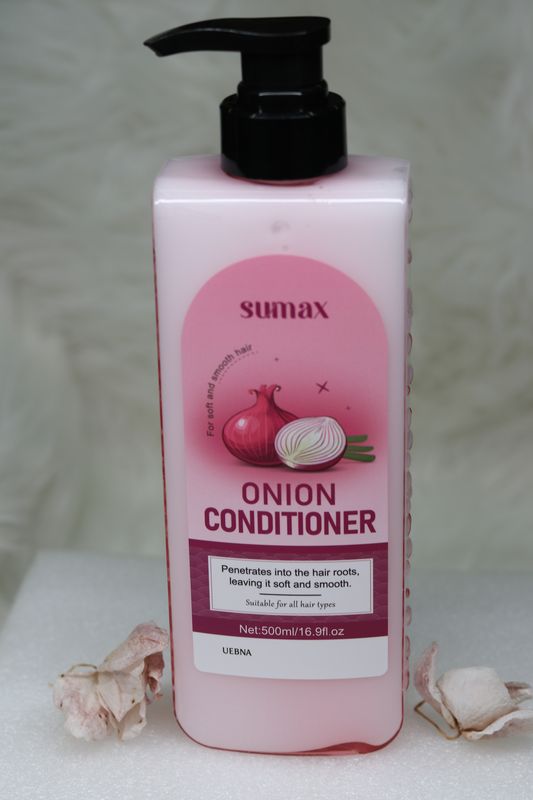 sumax
For soft and smooth hair
ONION
CONDITIONER
Penetrates into the hair roots,
leaving it soft and smooth.
Suitable for all hair types
Net:500ml/16.9fl.oz
UEBNA